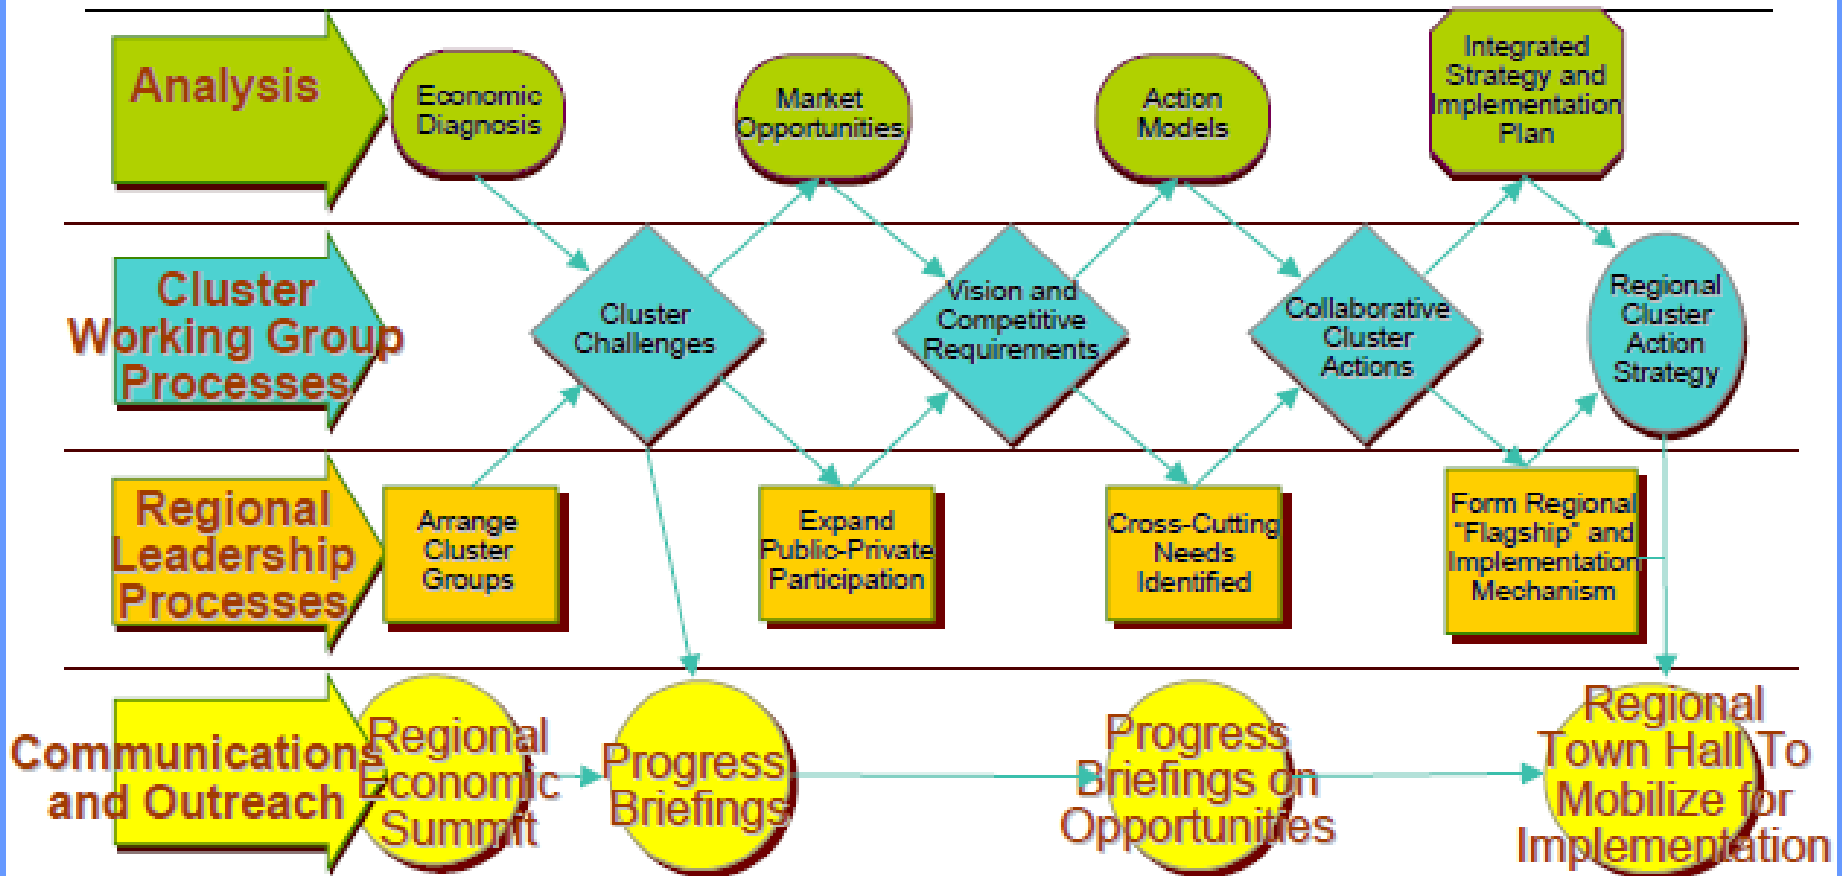 Analysis
Economic
Diagnosis
Market
Opportunities
Action
Models
Integrated
Strategy and
Implementation
Plan
Cluster
Working Group
Processes
Cluster
Challenges
Vision and
Competitive
Requirements
Collaborative
Cluster
Actions
Regional
Cluster
Action
Strategy
Regional
Leadership
Processes
Arrange
Cluster
Groups
Expand
Public-Private
Participation
Cross-Cutting
Needs
Identified
Form Regional
"Flagship" and
Implementation
Mechanism
Communications
and Outreach
Regional
Economic
Summit
Progress
Briefings
Progress
Briefings on
Opportunities
Regional
Town Hall To
Mobilize for
Implementation